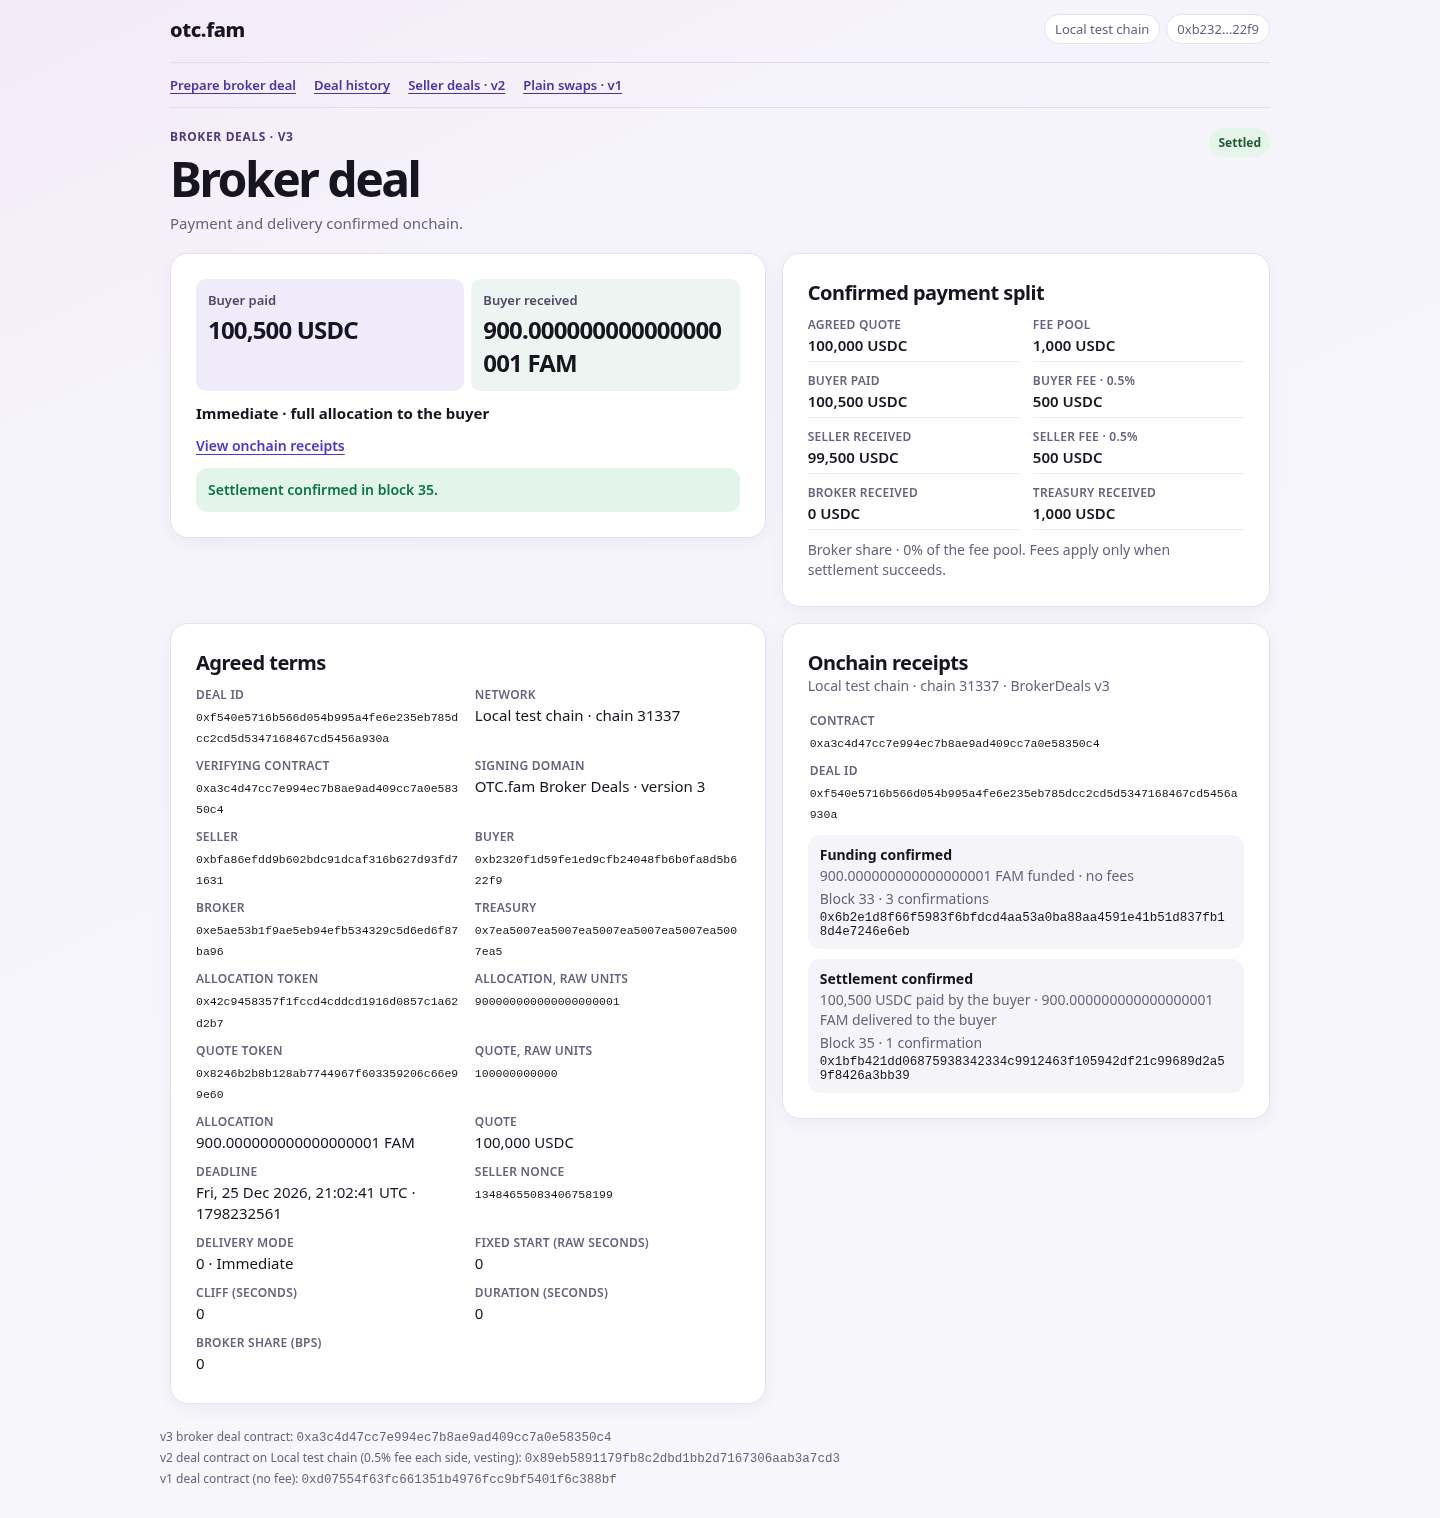 otc.fam
Local test chain
0xb232…22f9
Prepare broker deal
Deal history
Seller deals · v2
Plain swaps · v1
BROKER DEALS · V3
Settled
Broker deal
Payment and delivery confirmed onchain.
Buyer paid
100,500 USDC
Buyer received
900.000000000000000
001 FAM
Immediate · full allocation to the buyer
View onchain receipts
Settlement confirmed in block 35.
Confirmed payment split
AGREED QUOTE
100,000 USDC
FEE POOL
1,000 USDC
BUYER PAID
100,500 USDC
BUYER FEE · 0.5%
500 USDC
SELLER RECEIVED
99,500 USDC
SELLER FEE · 0.5%
500 USDC
BROKER RECEIVED
0 USDC
TREASURY RECEIVED
1,000 USDC
Broker share · 0% of the fee pool. Fees apply only when
settlement succeeds.
Agreed terms
DEAL ID
0xf540e5716b566d054b995a4fe6e235eb785d
cc2cd5d5347168467cd5456a930a
NETWORK
Local test chain · chain 31337
VERIFYING CONTRACT
0xa3c4d47cc7e994ec7b8ae9ad409cc7a0e583
50c4
SIGNING DOMAIN
OTC.fam Broker Deals · version 3
SELLER
0xbfa86efdd9b602bdc91dcaf316b627d93fd7
1631
BUYER
0xb2320f1d59fe1ed9cfb24048fb6b0fa8d5b6
22f9
BROKER
0xe5ae53b1f9ae5eb94efb534329c5d6ed6f87
ba96
TREASURY
0x7ea5007ea5007ea5007ea5007ea5007ea500
7ea5
ALLOCATION TOKEN
0x42c9458357f1fccd4cddcd1916d0857c1a62
d2b7
ALLOCATION, RAW UNITS
900000000000000000001
QUOTE TOKEN
0x8246b2b8b128ab7744967f603359206c66e9
9e60
QUOTE, RAW UNITS
100000000000
ALLOCATION
900.000000000000000001 FAM
QUOTE
100,000 USDC
DEADLINE
Fri, 25 Dec 2026, 21:02:41 UTC ·
1798232561
SELLER NONCE
13484655083406758199
DELIVERY MODE
0 · Immediate
FIXED START (RAW SECONDS)
0
CLIFF (SECONDS)
0
DURATION (SECONDS)
0
BROKER SHARE (BPS)
0
Onchain receipts
Local test chain · chain 31337 · BrokerDeals v3
CONTRACT
0xa3c4d47cc7e994ec7b8ae9ad409cc7a0e58350c4
DEAL ID
0xf540e5716b566d054b995a4fe6e235eb785dcc2cd5d5347168467cd5456a
930a
Funding confirmed
900.000000000000000001 FAM funded · no fees
Block 33 · 3 confirmations
0x6b2e1d8f66f5983f6bfdcd4aa53a0ba88aa4591e41b51d837fb1
8d4e7246e6eb
Settlement confirmed
100,500 USDC paid by the buyer · 900.000000000000000001
FAM delivered to the buyer
Block 35 · 1 confirmation
0x1bfb421dd06875938342334c9912463f105942df21c99689d2a5
9f8426a3bb39
v3 broker deal contract: 0xa3c4d47cc7e994ec7b8ae9ad409cc7a0e58350c4
v2 deal contract on Local test chain (0.5% fee each side, vesting): 0x89eb5891179fb8c2dbd1bb2d7167306aab3a7cd3
v1 deal contract (no fee): 0xd07554f63fc661351b4976fcc9bf5401f6c388bf